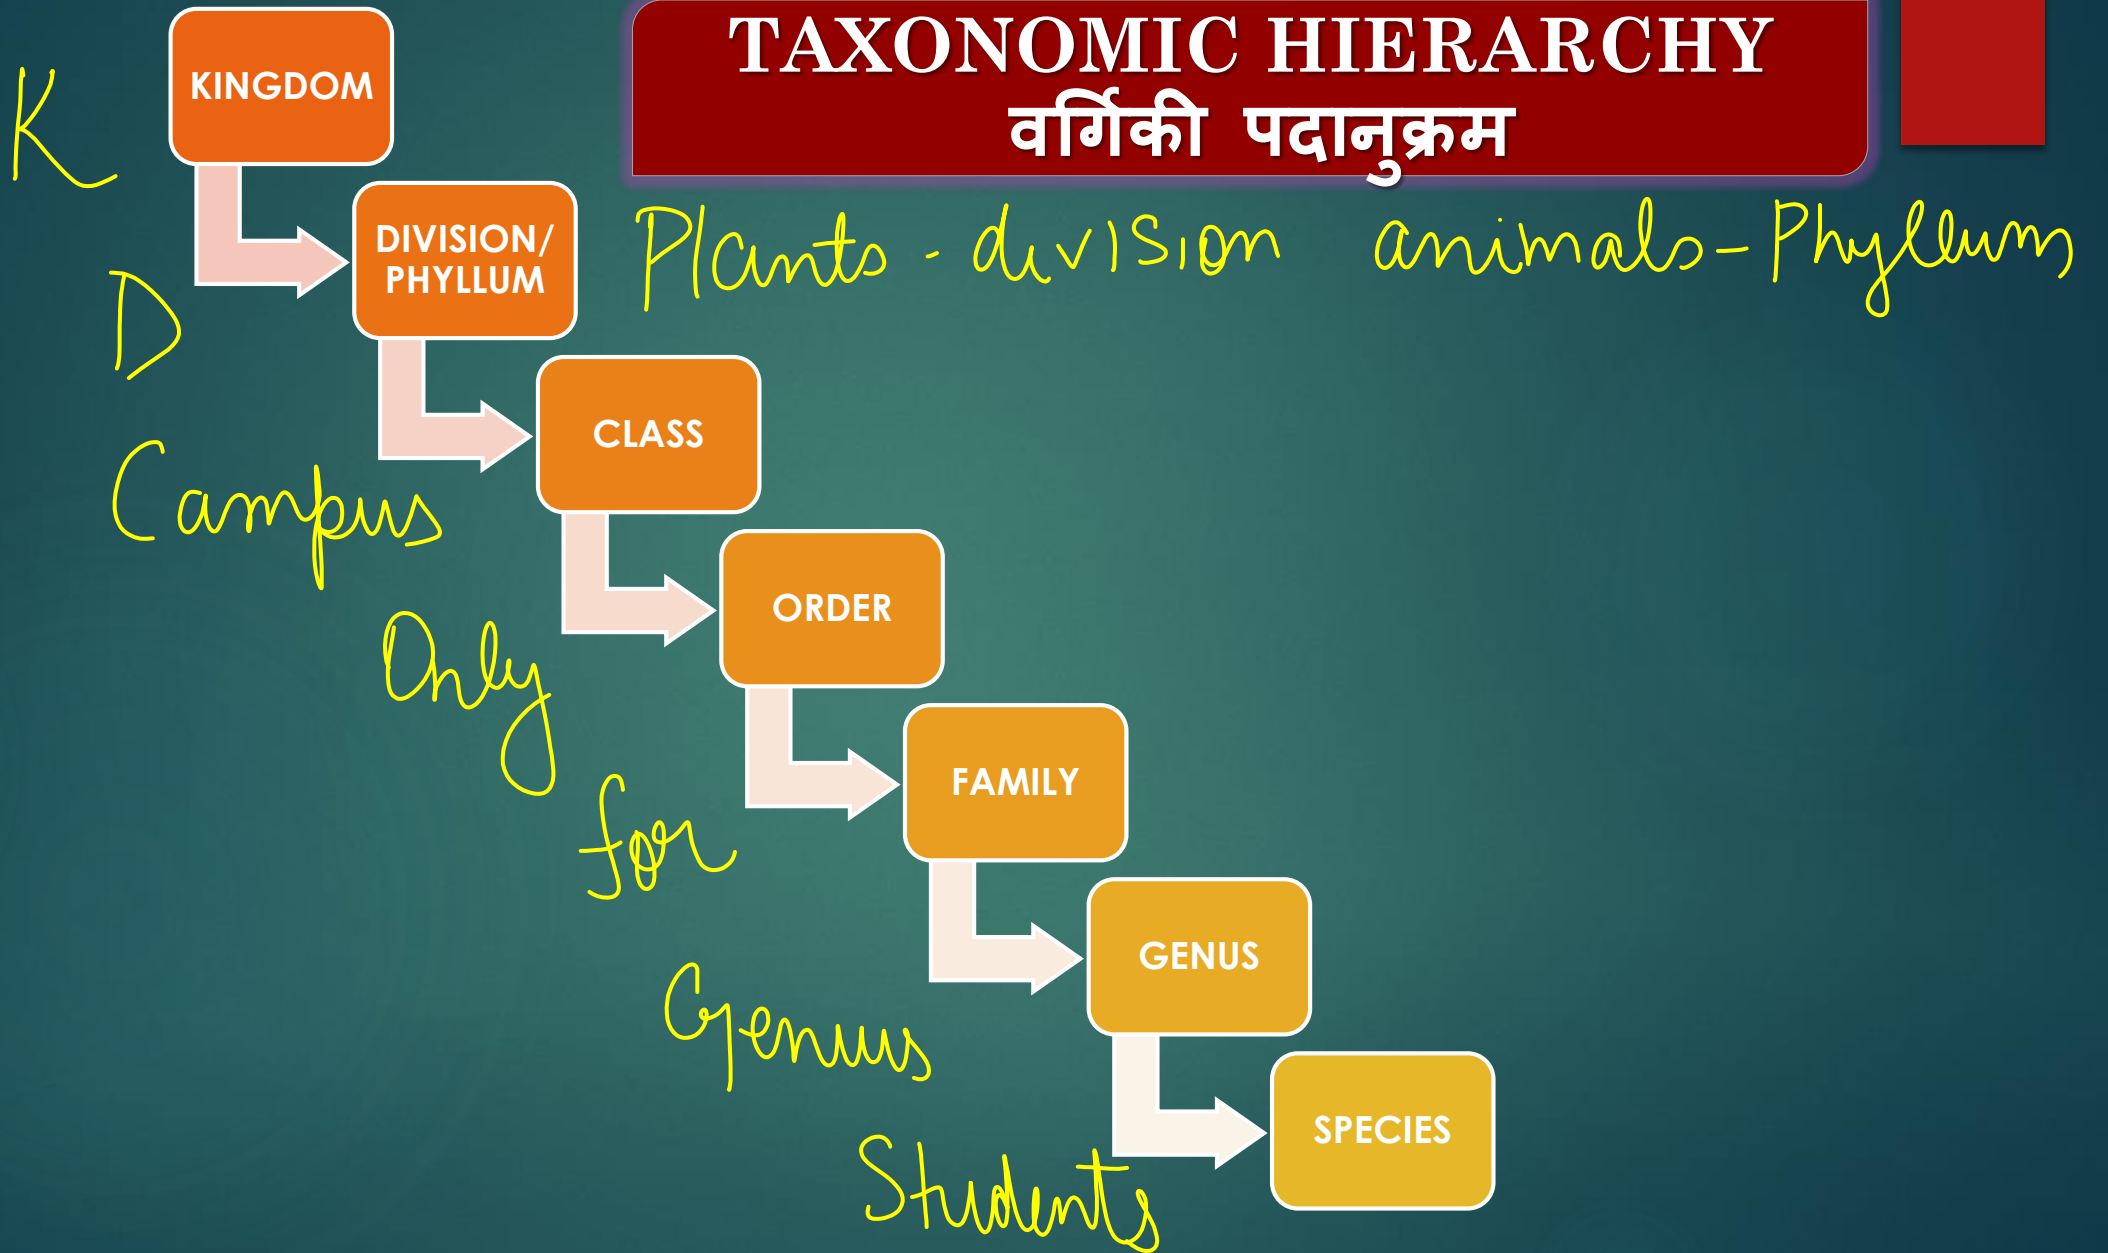 TAXONOMIC HIERARCHY
वर्गिकी पदानुक्रम
KINGDOM
K
DIVISION/
PHYLLUM
Plants - division animals - Phyllum
D
CLASS
Campus
ORDER
Only
FAMILY
for
GENUS
Genius
SPECIES
Students